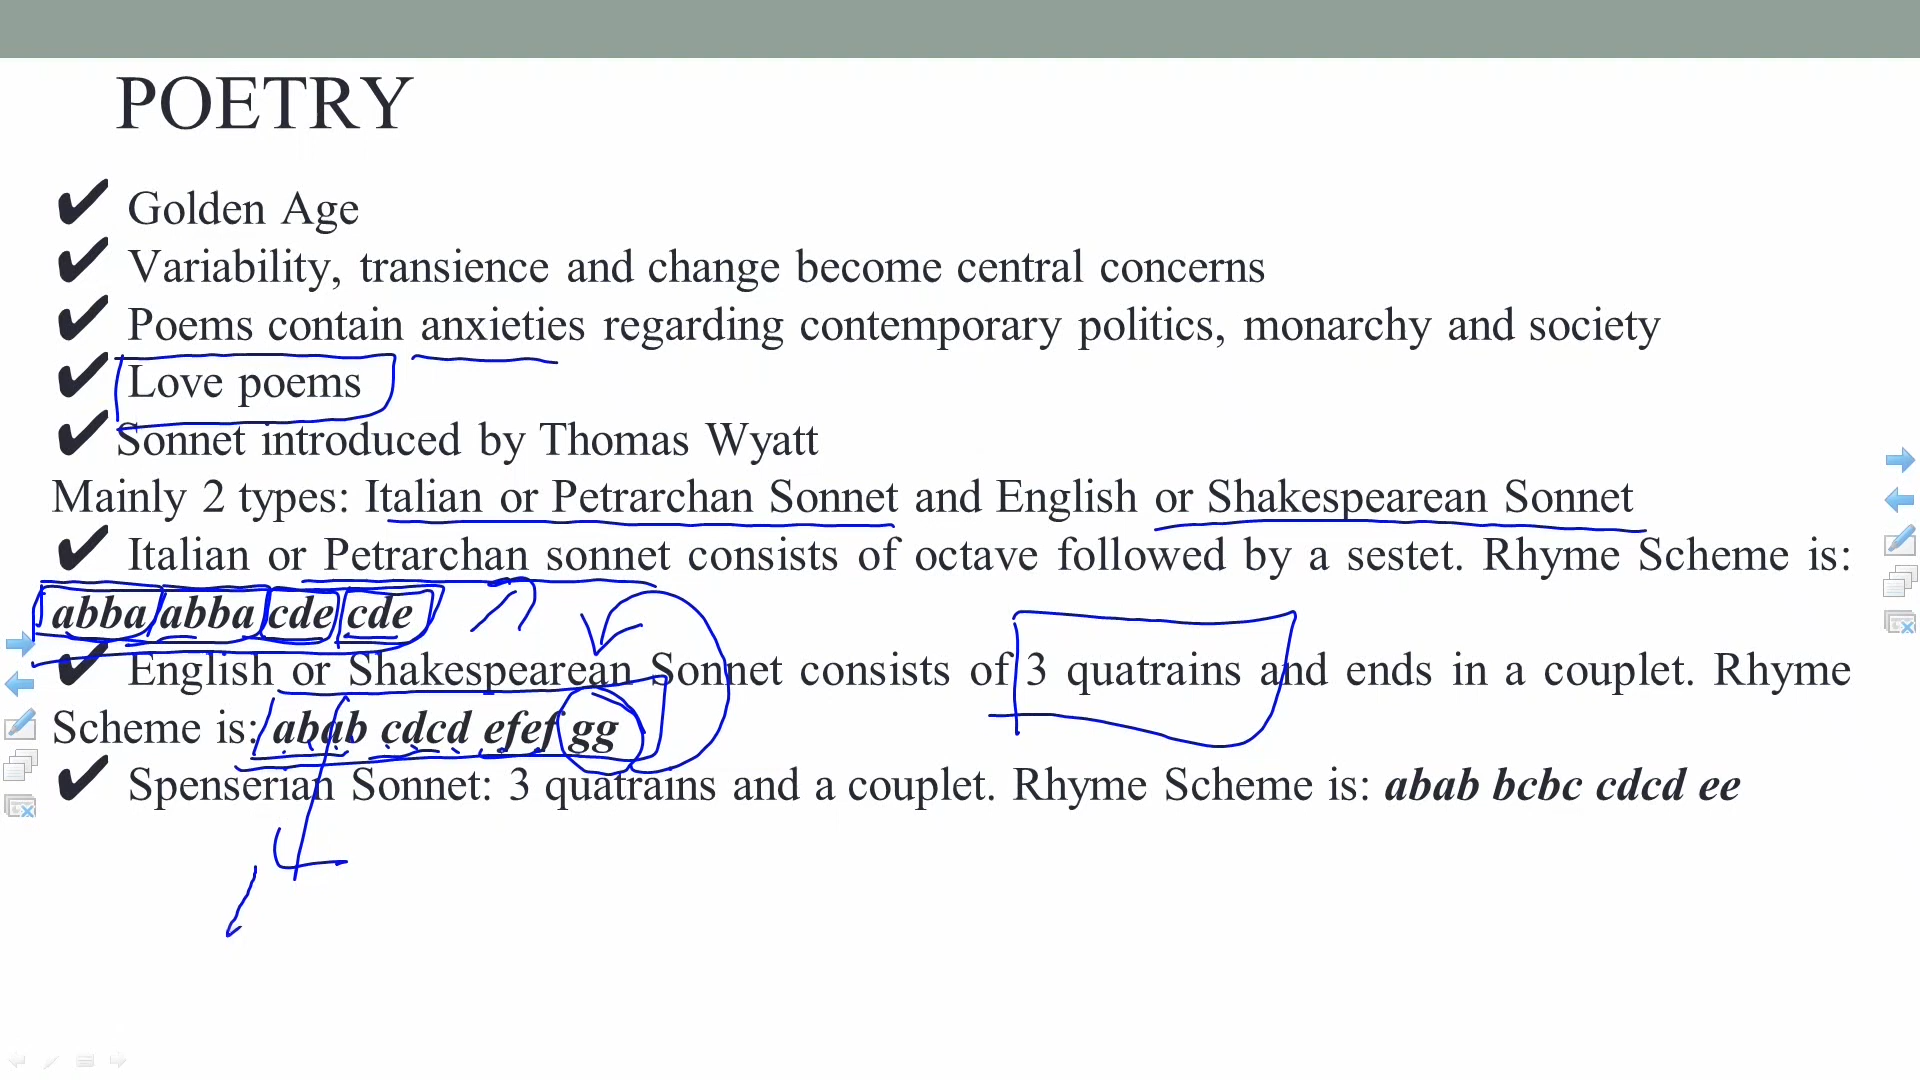 POETRY
✔ Golden Age
✔ Variability, transience and change become central concerns
✔ Poems contain anxieties regarding contemporary politics, monarchy and society
✔ Love poems
✔ Sonnet introduced by Thomas Wyatt
Mainly 2 types: Italian or Petrarchan Sonnet and English or Shakespearean Sonnet
✔ Italian or Petrarchan sonnet consists of octave followed by a sestet. Rhyme Scheme is:
abba abba cde cde
✔ English or Shakespearean Sonnet consists of 3 quatrains and ends in a couplet. Rhyme
Scheme is: abab cdcd efef gg
✔ Spenserian Sonnet: 3 quatrains and a couplet. Rhyme Scheme is: abab bcbc cdcd ee